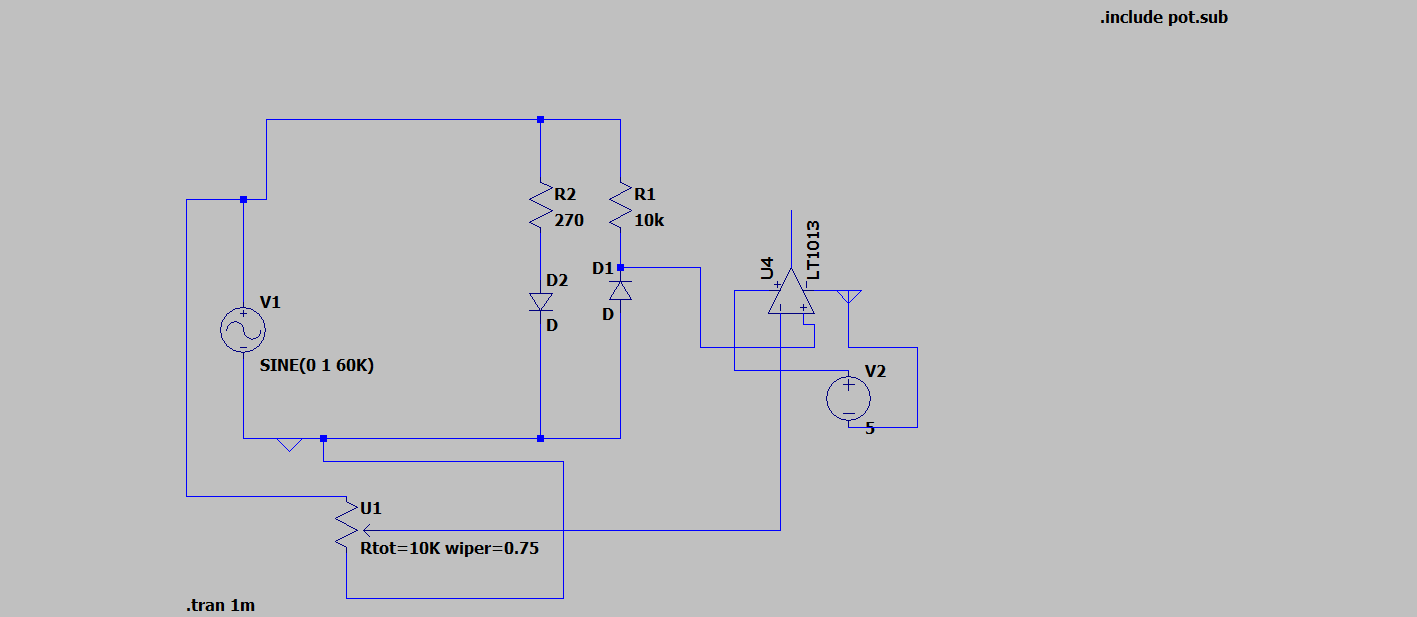 .include pot.sub
R2
270
R1
10k
D1
D
D2
D
V1
SINE(0 1 60K)
U4
LT1013
V2
5
U1
Rtot=10K wiper=0.75
.tran 1m